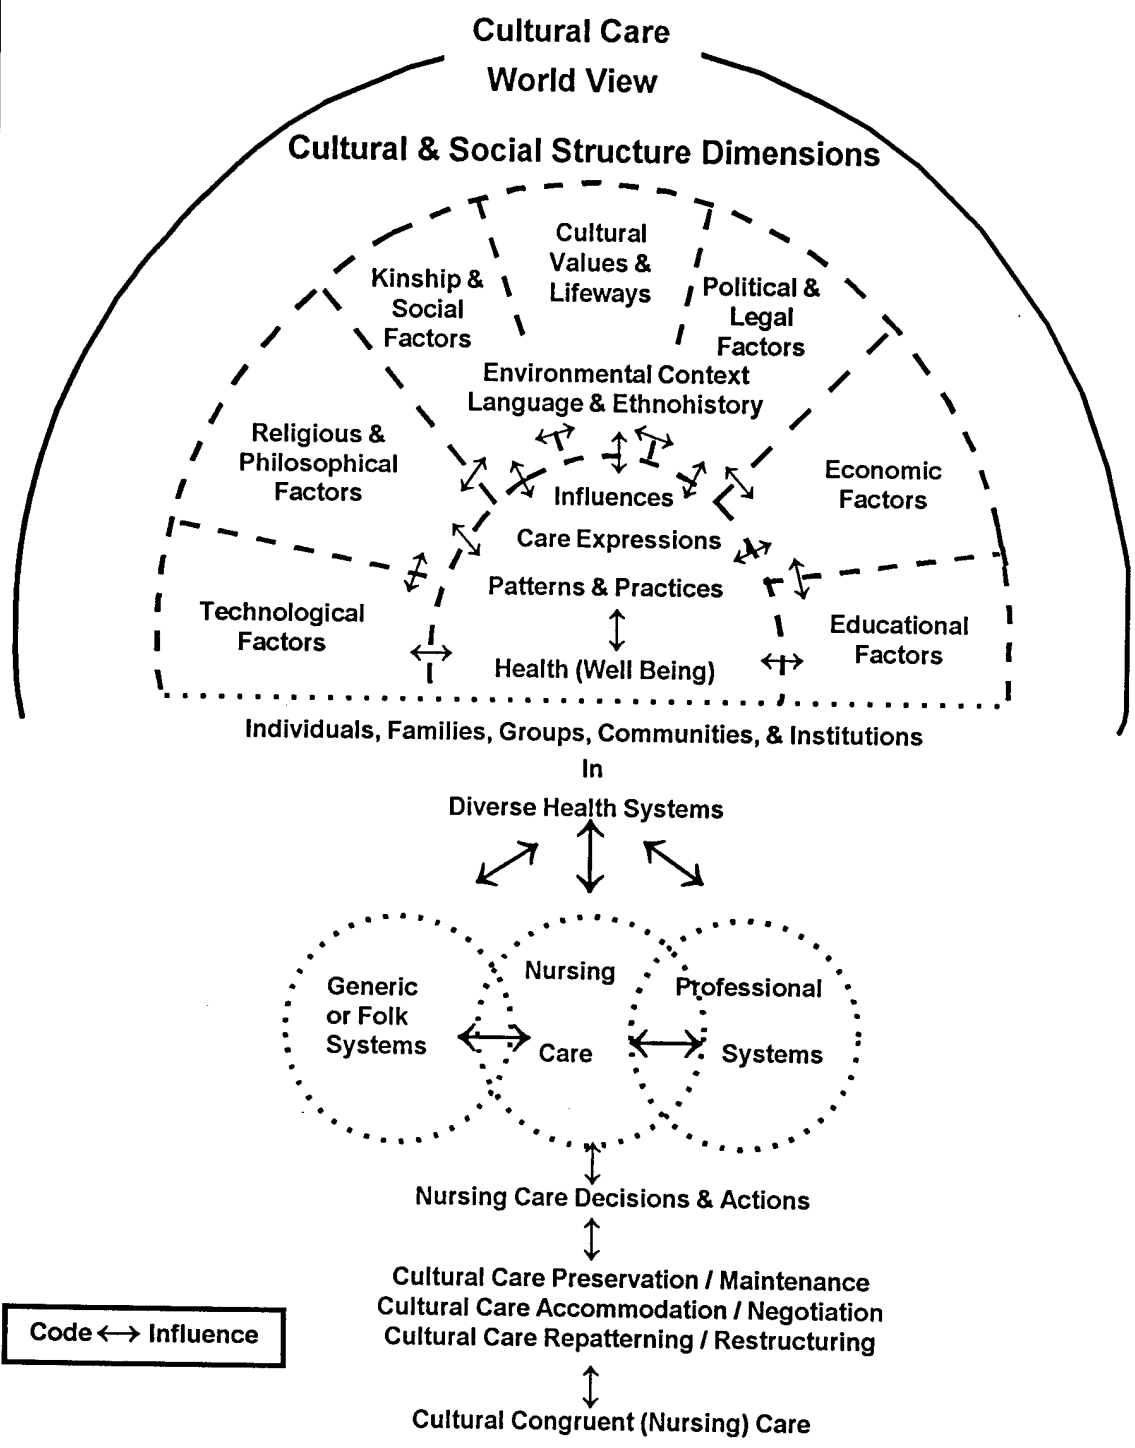 Cultural Care
World View
Cultural & Social Structure Dimensions
Cultural
Values &
Lifeways
Kinship &
Social
Factors
Political &
Legal
Factors
Environmental Context
Language & Ethnohistory
Religious &
Philosophical
Factors
Economic
Factors
Influences
Care Expressions
Patterns & Practices
Technological
Factors
Educational
Factors
Health (Well Being)
Individuals, Families, Groups, Communities, & Institutions
In
Diverse Health Systems
Generic
or Folk
Systems
Nursing
Care
Professional
Systems
Nursing Care Decisions & Actions
Cultural Care Preservation / Maintenance
Cultural Care Accommodation / Negotiation
Cultural Care Repatterning / Restructuring
Code ↔ Influence
Cultural Congruent (Nursing) Care